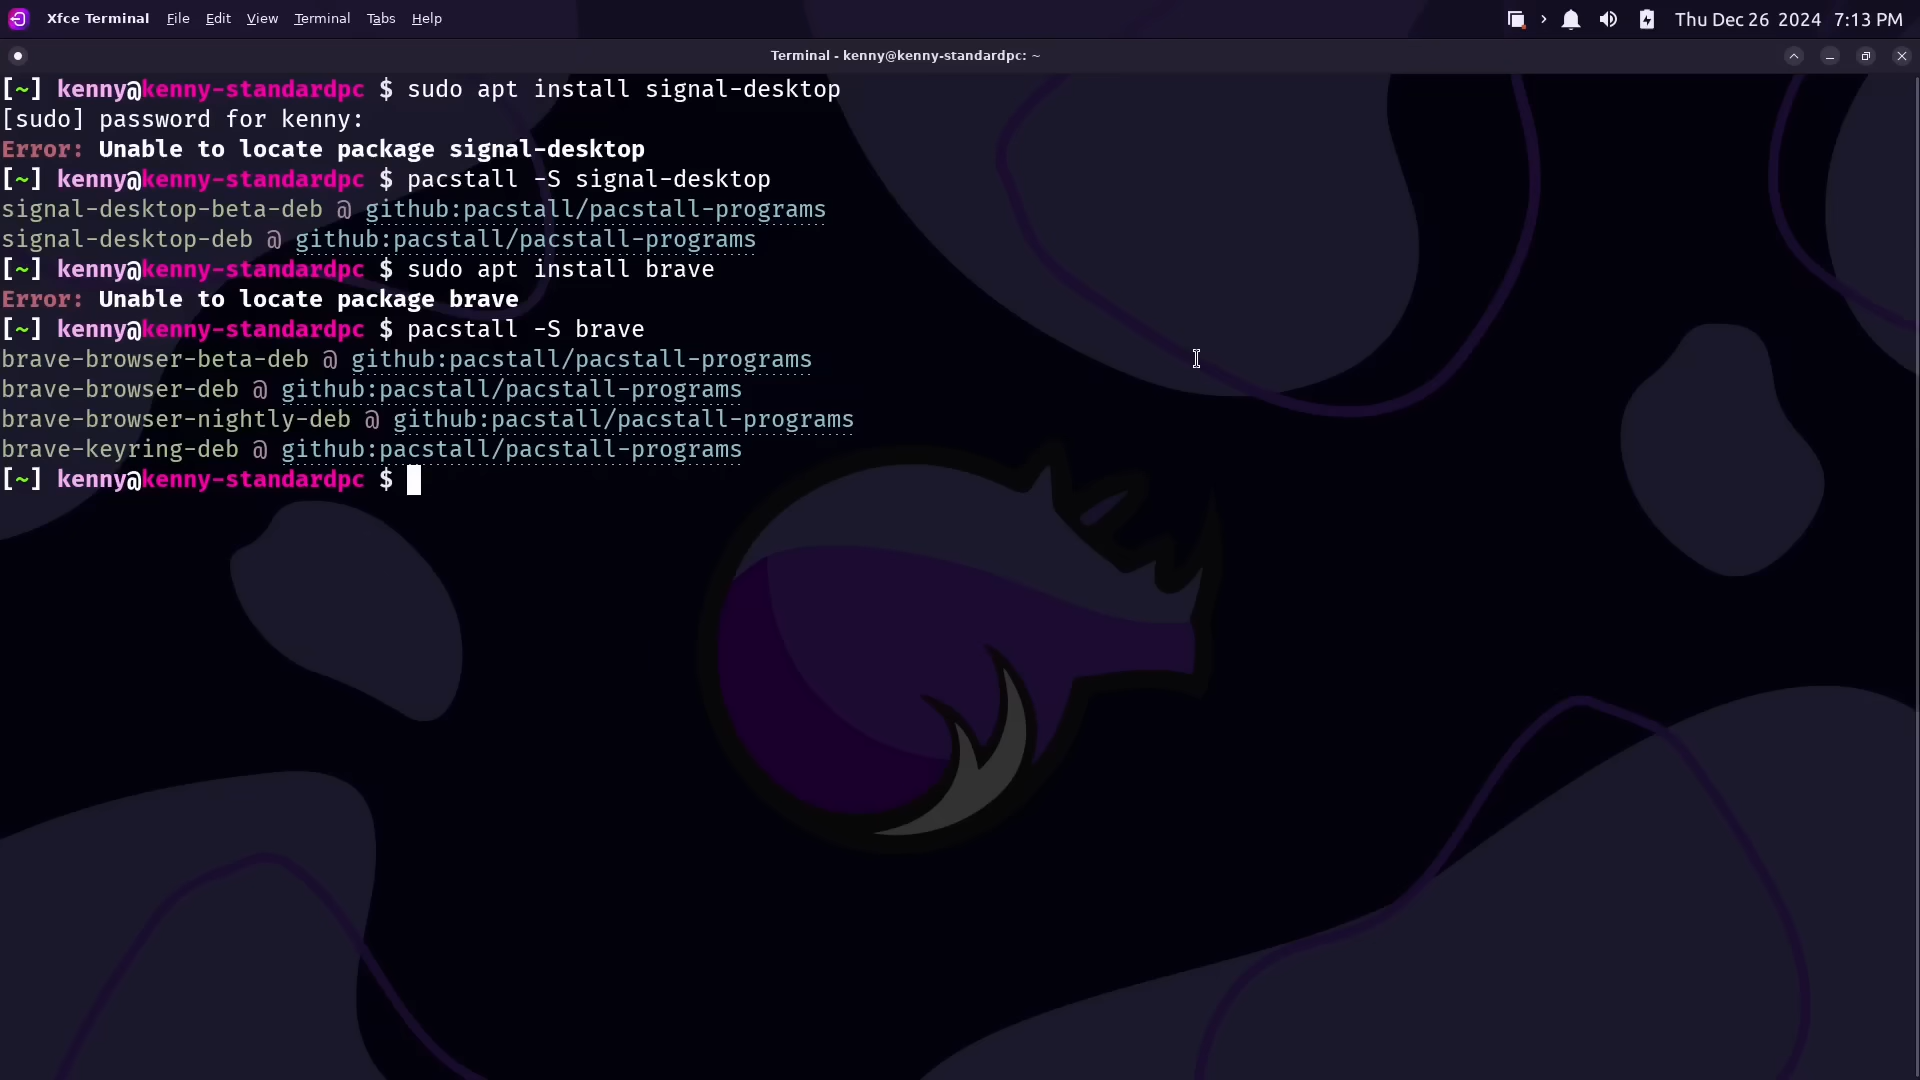 Xfce Terminal File Edit View Terminal Tabs Help Thu Dec 26 2024 7:13 PM
Terminal - kenny@kenny-standardpc: ~
[~] kenny@kenny-standardpc $ sudo apt install signal-desktop
[sudo] password for kenny:
Error: Unable to locate package signal-desktop
[~] kenny@kenny-standardpc $ pacstall -S signal-desktop
signal-desktop-beta-deb @ github:pacstall/pacstall-programs
signal-desktop-deb @ github:pacstall/pacstall-programs
[~] kenny@kenny-standardpc $ sudo apt install brave
Error: Unable to locate package brave
[~] kenny@kenny-standardpc $ pacstall -S brave
brave-browser-beta-deb @ github:pacstall/pacstall-programs
brave-browser-deb @ github:pacstall/pacstall-programs
brave-browser-nightly-deb @ github:pacstall/pacstall-programs
brave-keyring-deb @ github:pacstall/pacstall-programs
[~] kenny@kenny-standardpc $